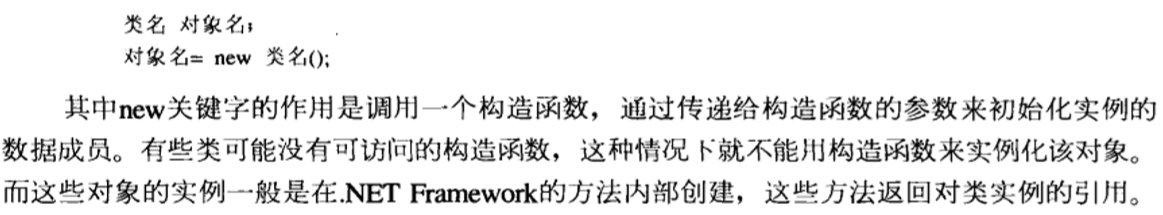 类名 对象名;
对象名= new 类名();
其中new关键字的作用是调用一个构造函数，通过传递给构造函数的参数来初始化实例的
数据成员。有些类可能没有可访问的构造函数，这种情况下就不能用构造函数来实例化该对象。
而这些对象的实例一般是在.NET Framework的方法内部创建，这些方法返回对类实例的引用。